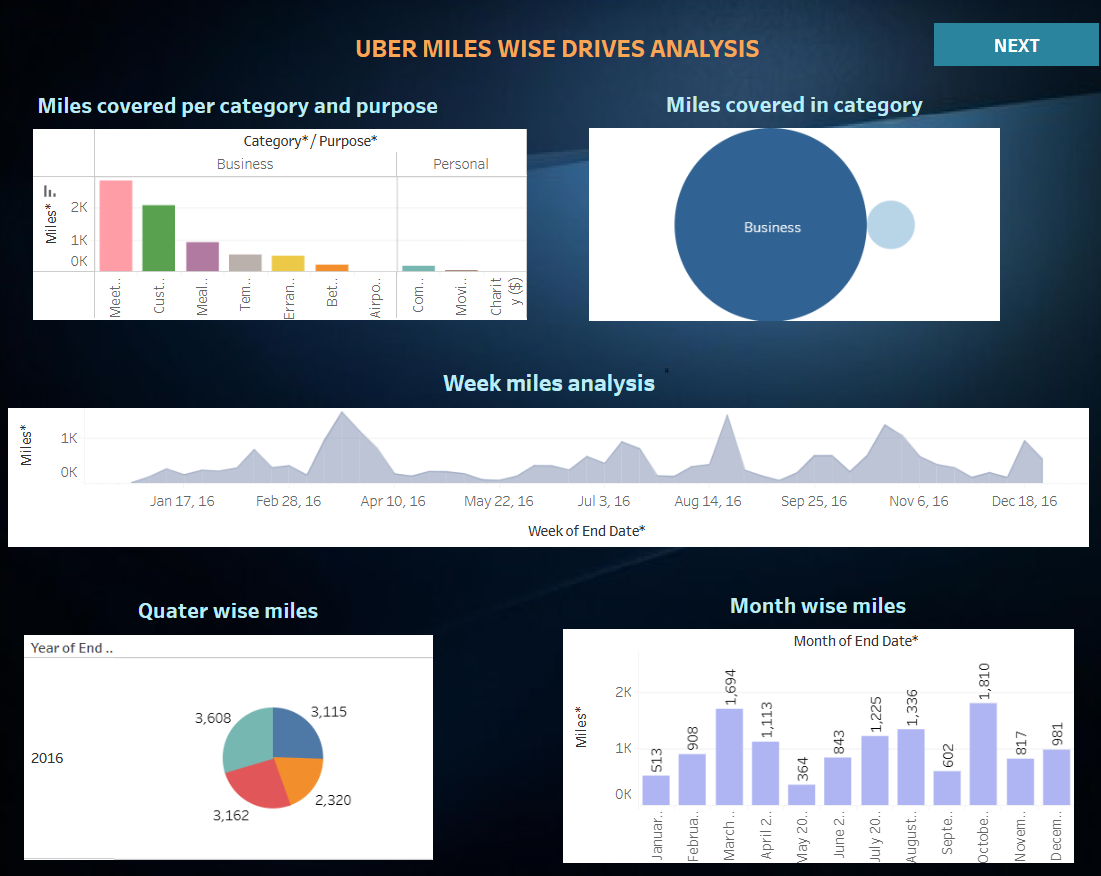 UBER MILES WISE DRIVES ANALYSIS
NEXT
Miles covered per category and purpose
Category* / Purpose*
Business
Personal
Miles*
2K
1K
0K
Meet..
Cust..
Meal..
Tem..
Erran..
Bet..
Airpo..
Com..
Movi..
Charit
y ($)
Miles covered in category
Business
Week miles analysis
Miles*
1K
0K
Jan 17, 16
Feb 28, 16
Apr 10, 16
May 22, 16
Jul 3, 16
Aug 14, 16
Sep 25, 16
Nov 6, 16
Dec 18, 16
Week of End Date*
Quater wise miles
Year of End ..
2016
3,608
3,115
3,162
2,320
Month wise miles
Month of End Date*
Miles*
2K
1K
0K
513
908
1,694
1,113
364
843
1,225
1,336
602
1,810
817
981
Januar..
Februa..
March ..
April 2..
May 20..
June 2..
July 20..
August..
Septe..
Octobe..
Novem..
Decem..